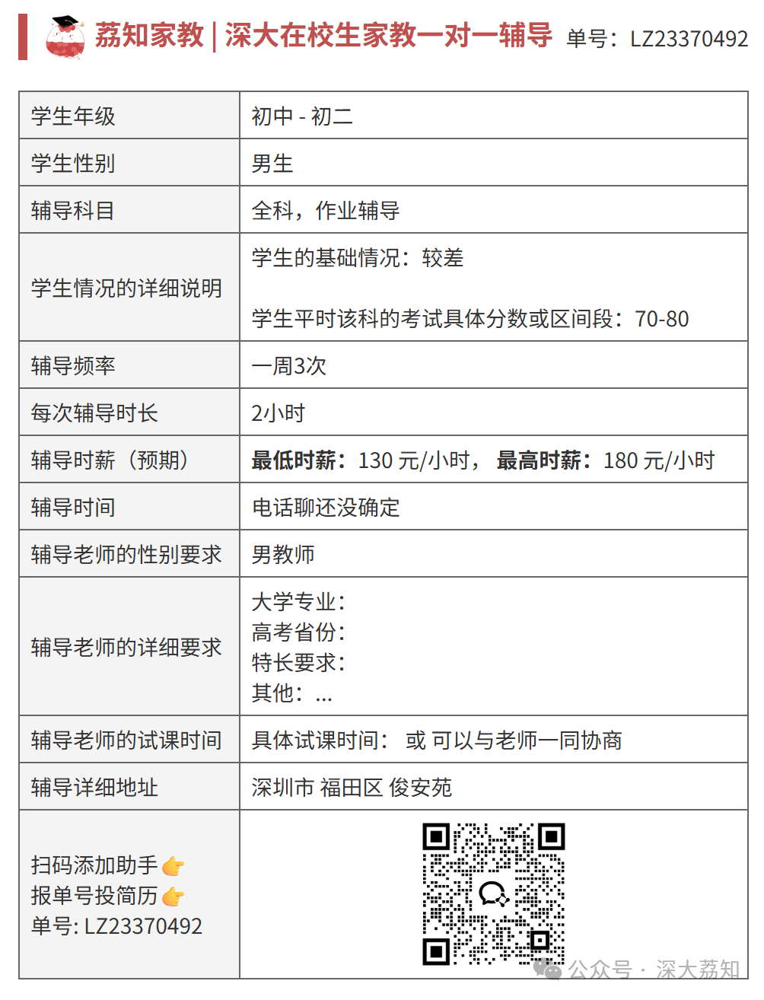 荔知家教 | 深大在校生家教一对一辅导 单号：LZ23370492
学生年级 初中 - 初二
学生性别 男生
辅导科目 全科，作业辅导
学生情况的详细说明 学生的基础情况：较差
学生平时该科的考试具体分数或区间段：70-80
辅导频率 一周3次
每次辅导时长 2小时
辅导时薪（预期） 最低时薪：130 元/小时， 最高时薪：180 元/小时
辅导时间 电话聊还没确定
辅导老师的性别要求 男教师
辅导老师的详细要求 大学专业：
高考省份：
特长要求：
其他：...
辅导老师的试课时间 具体试课时间： 或 可以与老师一同协商
辅导详细地址 深圳市 福田区 俊安苑
扫码添加助手👉
报单号投简历👉
单号: LZ23370492
公众号 · 深大荔知